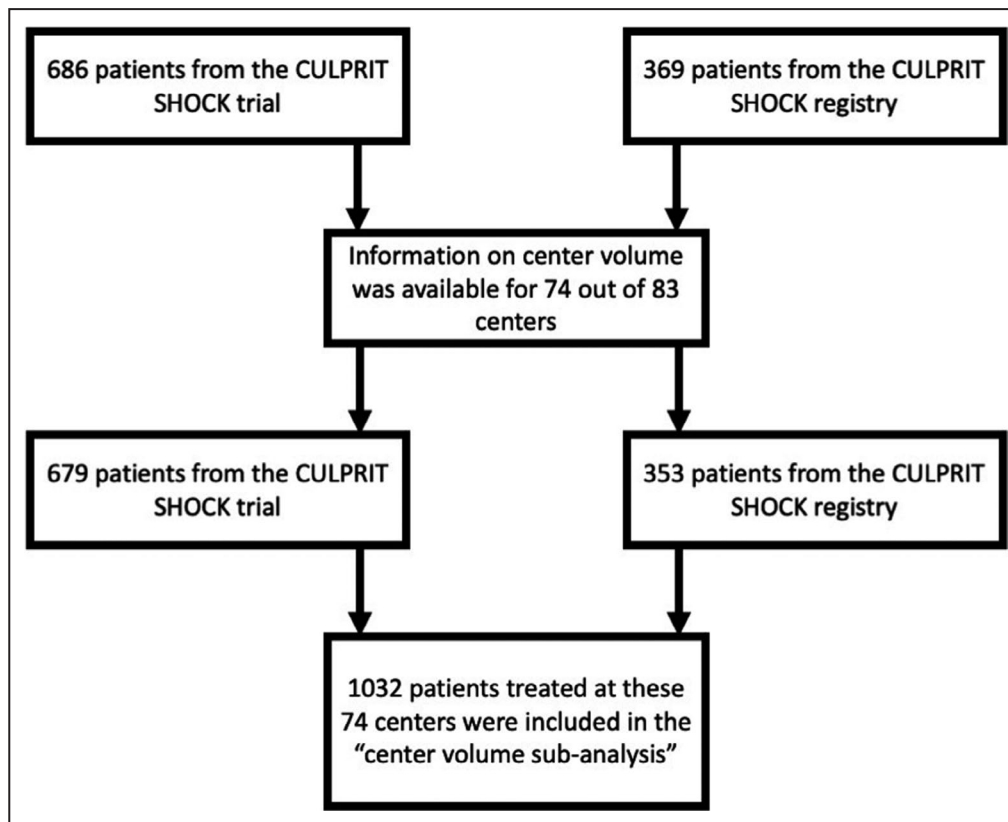 686 patients from the CULPRIT
SHOCK trial
369 patients from the CULPRIT
SHOCK registry
Information on center volume
was available for 74 out of 83
centers
679 patients from the CULPRIT
SHOCK trial
353 patients from the CULPRIT
SHOCK registry
1032 patients treated at these
74 centers were included in the
“center volume sub-analysis”